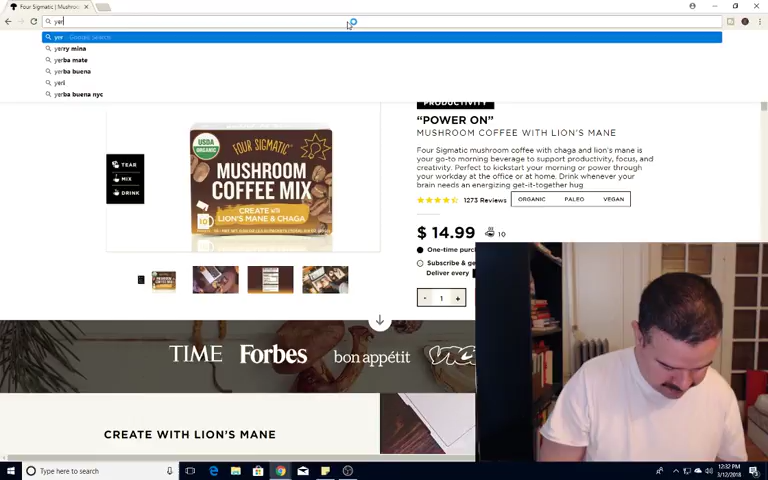 Four Sigmatic | Mushroo
yer
yer - Google Search
yerry mina
yerba mate
yerba buena
yeri
yerba buena nyc
PRODUCTIVITY
"POWER ON"
MUSHROOM COFFEE WITH LION'S MANE
Four Sigmatic mushroom coffee with chaga and lion's mane is
your go-to morning beverage to support productivity, focus, and
creativity. Perfect to kickstart your morning or power through
your workday at the office or at home. Drink whenever your
brain needs an energizing get-it-together hug
1273 Reviews
ORGANIC PALEO VEGAN
$ 14.99
10
One-time purc
Subscribe & ge
Deliver every
- 1 +
TEAR
MIX
DRINK
USDA
ORGANIC
FOUR SIGMATIC
MUSHROOM
COFFEE MIX
CREATE WITH
LION'S MANE & CHAGA
10
TIME Forbes bon appétit VICE
CREATE WITH LION'S MANE
Type here to search
12:32 PM
3/12/2018